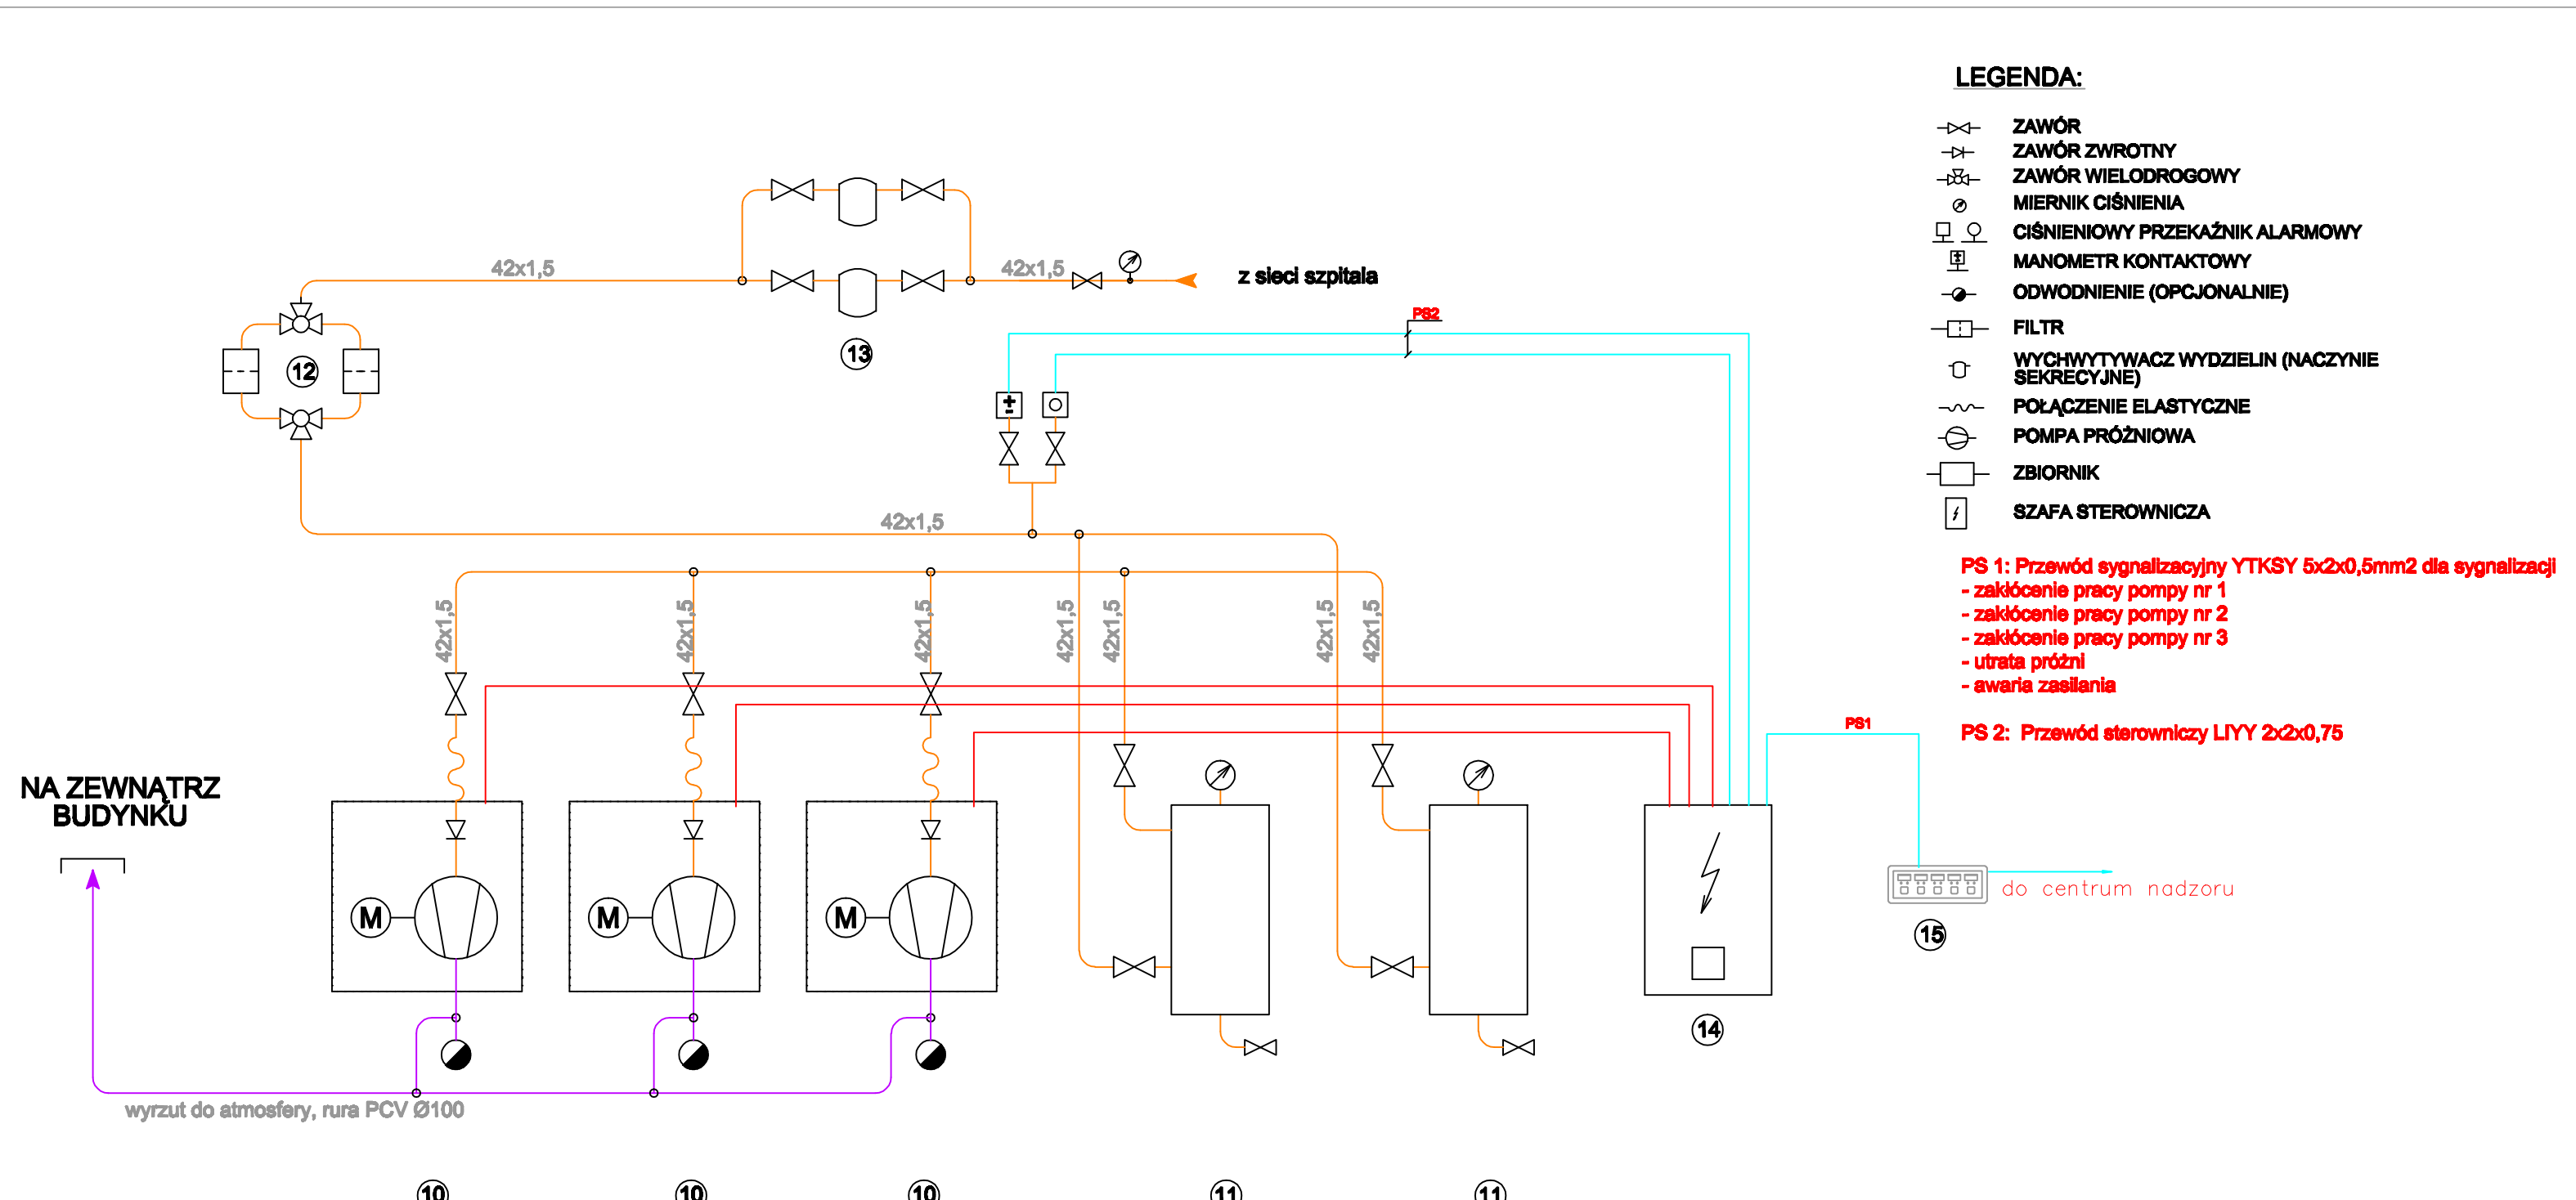 LEGENDA:
ZAWÓR
ZAWÓR ZWROTNY
ZAWÓR WIELODROGOWY
MIERNIK CIŚNIENIA
CIŚNIENIOWY PRZEKAŹNIK ALARMOWY
MANOMETR KONTAKTOWY
ODWODNIENIE (OPCJONALNIE)
FILTR
WYCHWYTYWACZ WYDZIELIN (NACZYNIE
SEKRECYJNE)
POŁĄCZENIE ELASTYCZNE
POMPA PRÓŻNIOWA
ZBIORNIK
SZAFA STEROWNICZA
PS 1: Przewód sygnalizacyjny YTKSY 5x2x0,5mm2 dla sygnalizacji
- zakłócenie pracy pompy nr 1
- zakłócenie pracy pompy nr 2
- zakłócenie pracy pompy nr 3
- utrata próżni
- awaria zasilania
PS 2: Przewód sterowniczy LIYY 2x2x0,75
42x1,5
42x1,5
z sieci szpitala
PS2
13
12
42x1,5
42x1,5
42x1,5
42x1,5
42x1,5
42x1,5
42x1,5
42x1,5
PS1
NA ZEWNĄTRZ
BUDYNKU
M
M
M
do centrum nadzoru
15
14
wyrzut do atmosfery, rura PCV Ø100
10
10
10
11
11